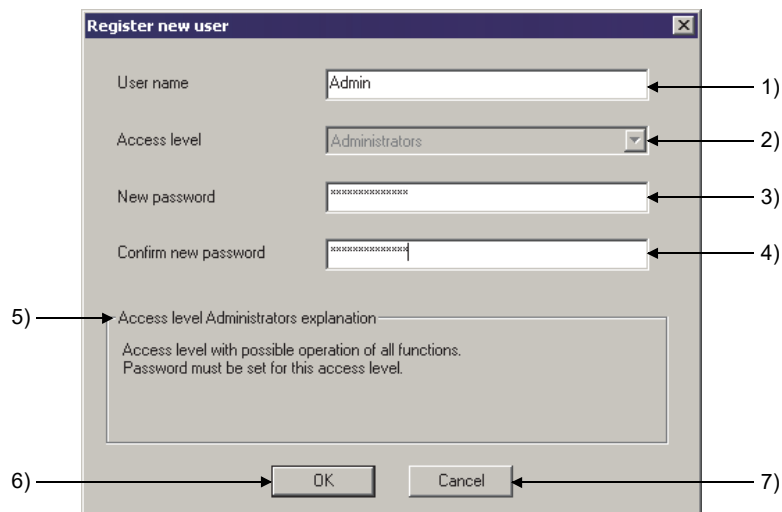 Register new user
User name Admin 1)
Access level Administrators 2)
New password ************** 3)
Confirm new password ************** 4)
5) Access level Administrators explanation
Access level with possible operation of all functions.
Password must be set for this access level.
6) OK Cancel 7)